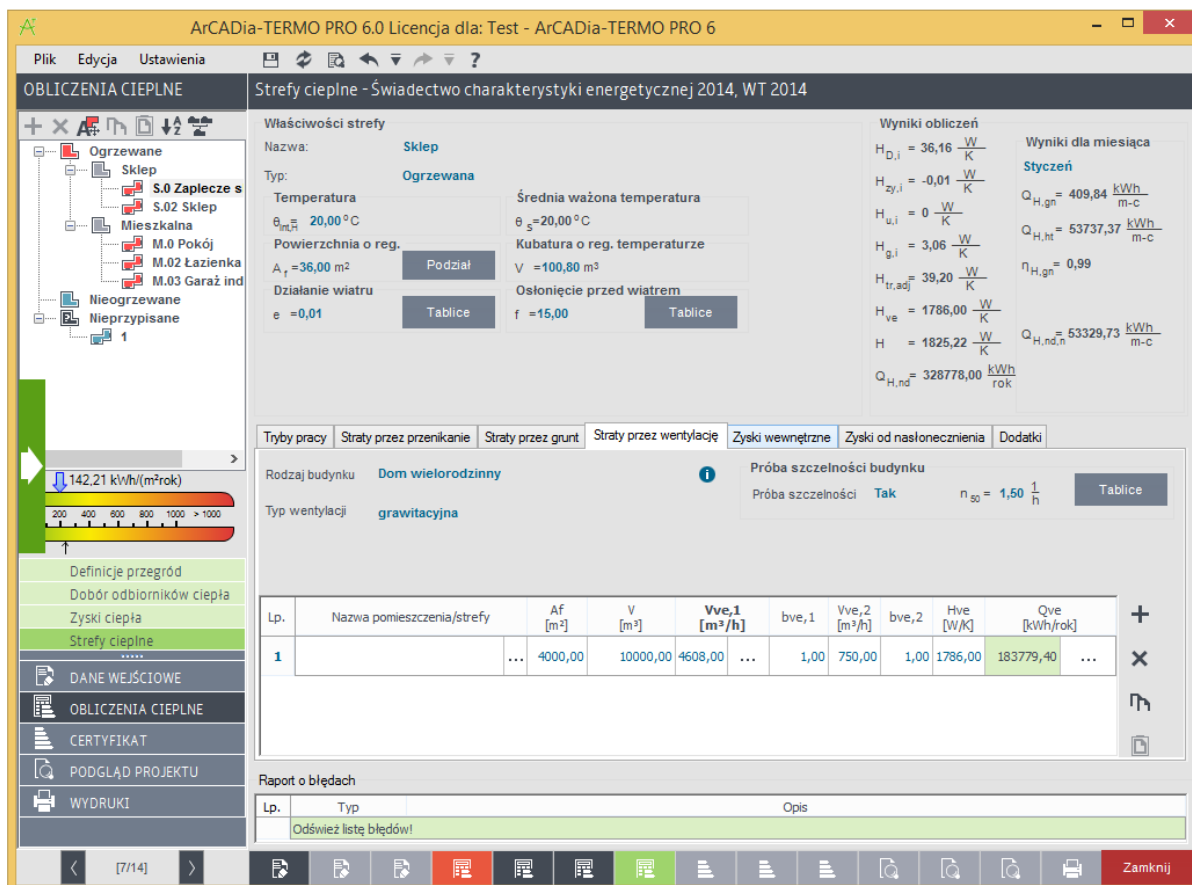 ArCADia-TERMO PRO 6.0 Licencja dla: Test - ArCADia-TERMO PRO 6
Plik Edycja Ustawienia ?
OBLICZENIA CIEPLNE
Strefy cieplne - Świadectwo charakterystyki energetycznej 2014, WT 2014
Ogrzewane
Sklep
S.0 Zaplecze s
S.02 Sklep
Mieszkalna
M.0 Pokój
M.02 Łazienka
M.03 Garaż ind
Nieogrzewane
Nieprzypisane
1
142,21 kWh/(m²rok)
200 400 600 800 1000 > 1000
Definicje przegród
Dobór odbiorników ciepła
Zyski ciepła
Strefy cieplne
DANE WEJŚCIOWE
OBLICZENIA CIEPLNE
CERTYFIKAT
PODGLĄD PROJEKTU
WYDRUKI
[7/14]
Właściwości strefy
Nazwa: Sklep
Typ: Ogrzewana
Temperatura
θint,H = 20,00 °C
Średnia ważona temperatura
θs =20,00 °C
Powierzchnia o reg.
Af =36,00 m² Podział
Kubatura o reg. temperaturze
V =100,80 m³
Działanie wiatru
e =0,01 Tablice
Osłonięcie przed wiatrem
f =15,00 Tablice
Wyniki obliczeń
HD,i = 36,16 W/K
Hzy,i = -0,01 W/K
Hu,i = 0 W/K
Hg,i = 3,06 W/K
Htr,adj = 39,20 W/K
Hve = 1786,00 W/K
H = 1825,22 W/K
QH,nd = 328778,00 kWh/rok
Wyniki dla miesiąca
Styczeń
QH,gn = 409,84 kWh/m-c
QH,ht = 53737,37 kWh/m-c
ηH,gn = 0,99
QH,nd,n = 53329,73 kWh/m-c
Tryby pracy Straty przez przenikanie Straty przez grunt Straty przez wentylację Zyski wewnętrzne Zyski od nasłonecznienia Dodatki
Rodzaj budynku Dom wielorodzinny
Typ wentylacji grawitacyjna
Próba szczelności budynku
Próba szczelności Tak n50 = 1,50 1/h Tablice
Lp. Nazwa pomieszczenia/strefy Af [m²] V [m³] Vve,1 [m³/h] bve,1 Vve,2 [m³/h] bve,2 Hve [W/K] Qve [kWh/rok]
1 ... 4000,00 10000,00 4608,00 ... 1,00 750,00 1,00 1786,00 183779,40 ...
Raport o błędach
Lp. Typ Opis
Odśwież listę błędów!
Zamknij